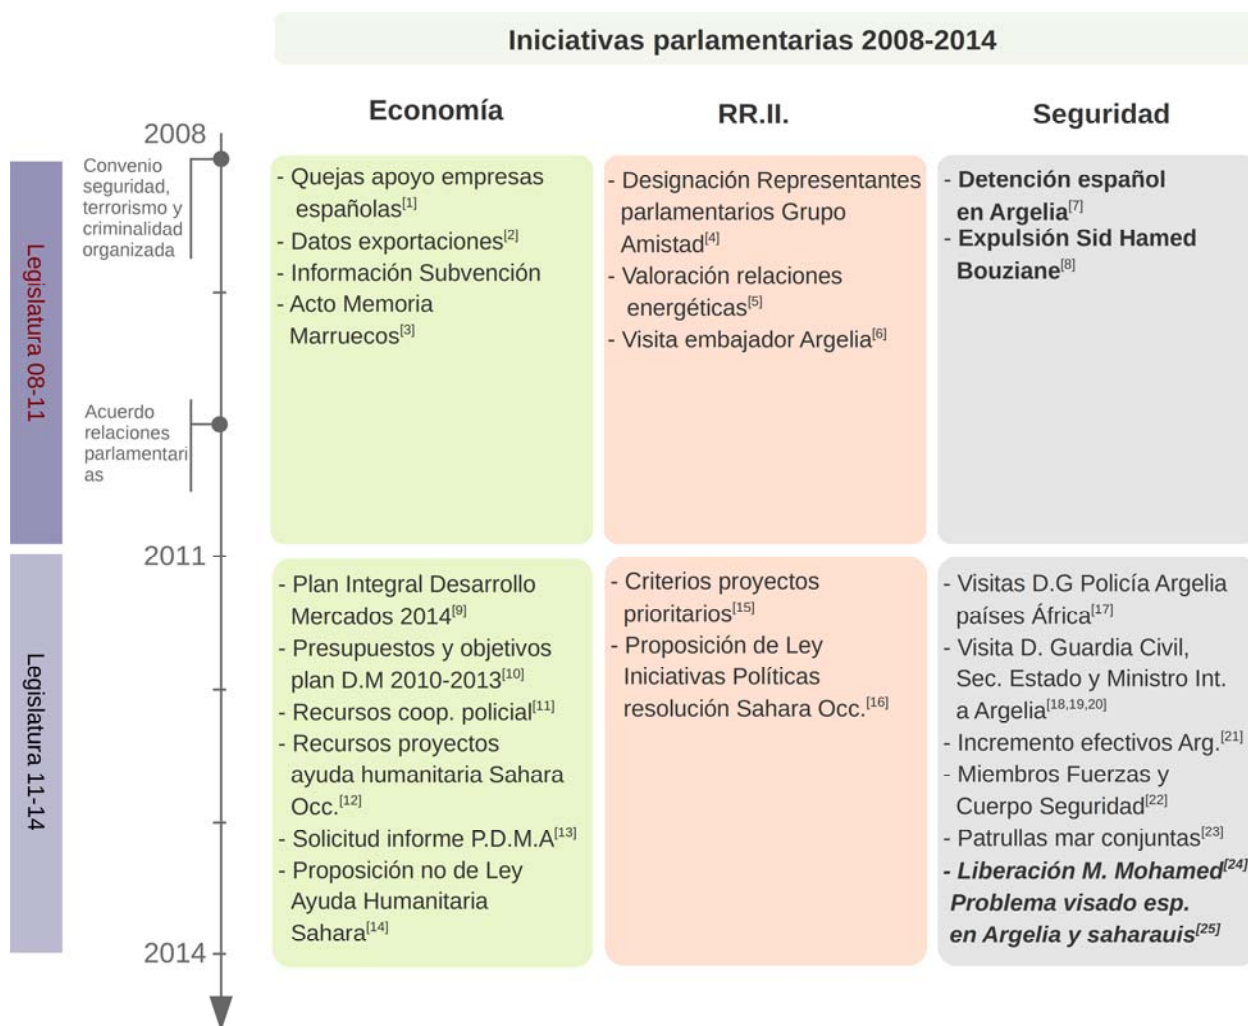 Iniciativas parlamentarias 2008-2014
Economía
RR.II.
Seguridad
2008
Convenio
seguridad,
terrorismo y
criminalidad
organizada
Legislatura 08-11
Acuerdo
relaciones
parlamentari
as
- Quejas apoyo empresas
españolas[1]
- Datos exportaciones[2]
- Información Subvención
- Acto Memoria
Marruecos[3]
- Designación Representantes
parlamentarios Grupo
Amistad[4]
- Valoración relaciones
energéticas[5]
- Visita embajador Argelia[6]
- Detención español
en Argelia[7]
- Expulsión Sid Hamed
Bouziane[8]
2011
Legislatura 11-14
- Plan Integral Desarrollo
Mercados 2014[9]
- Presupuestos y objetivos
plan D.M 2010-2013[10]
- Recursos coop. policial[11]
- Recursos proyectos
ayuda humanitaria Sahara
Occ.[12]
- Solicitud informe P.D.M.A[13]
- Proposición no de Ley
Ayuda Humanitaria
Sahara[14]
- Criterios proyectos
prioritarios[15]
- Proposición de Ley
Iniciativas Políticas
resolución Sahara Occ.[16]
- Visitas D.G Policía Argelia
países África[17]
- Visita D. Guardia Civil,
Sec. Estado y Ministro Int.
a Argelia[18,19,20]
- Incremento efectivos Arg.[21]
- Miembros Fuerzas y
Cuerpo Seguridad[22]
- Patrullas mar conjuntas[23]
- Liberación M. Mohamed[24]
Problema visado esp.
en Argelia y saharauis[25]
2014